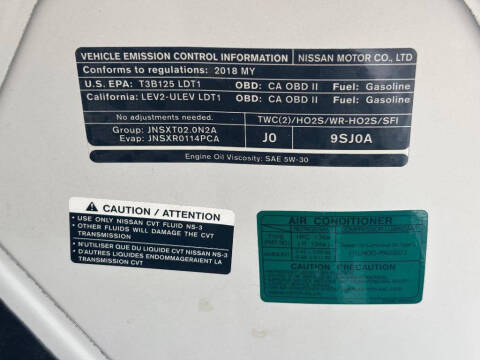 VEHICLE EMISSION CONTROL INFORMATION NISSAN MOTOR CO., LTD
Conforms to regulations: 2018 MY
U.S. EPA: T3B125 LDT1 OBD: CA OBD II Fuel: Gasoline
California: LEV2-ULEV LDT1 OBD: CA OBD II Fuel: Gasoline
No adjustments needed. TWC(2)/HO2S/WR-HO2S/SFI
Group: JNSXT02.0N2A
Evap: JNSXR0114PCA J0 9SJ0A
Engine Oil Viscosity: SAE 5W-30
CAUTION / ATTENTION
• USE ONLY NISSAN CVT FLUID NS-3
• OTHER FLUIDS WILL DAMAGE THE CVT
TRANSMISSION
• N'UTILISER QUE DU LIQUIDE CVT NISSAN NS-3
• D'AUTRES LIQUIDES ENDOMMAGERAIENT LA
TRANSMISSION CVT
AIR CONDITIONER
CAUTION PRECAUTION